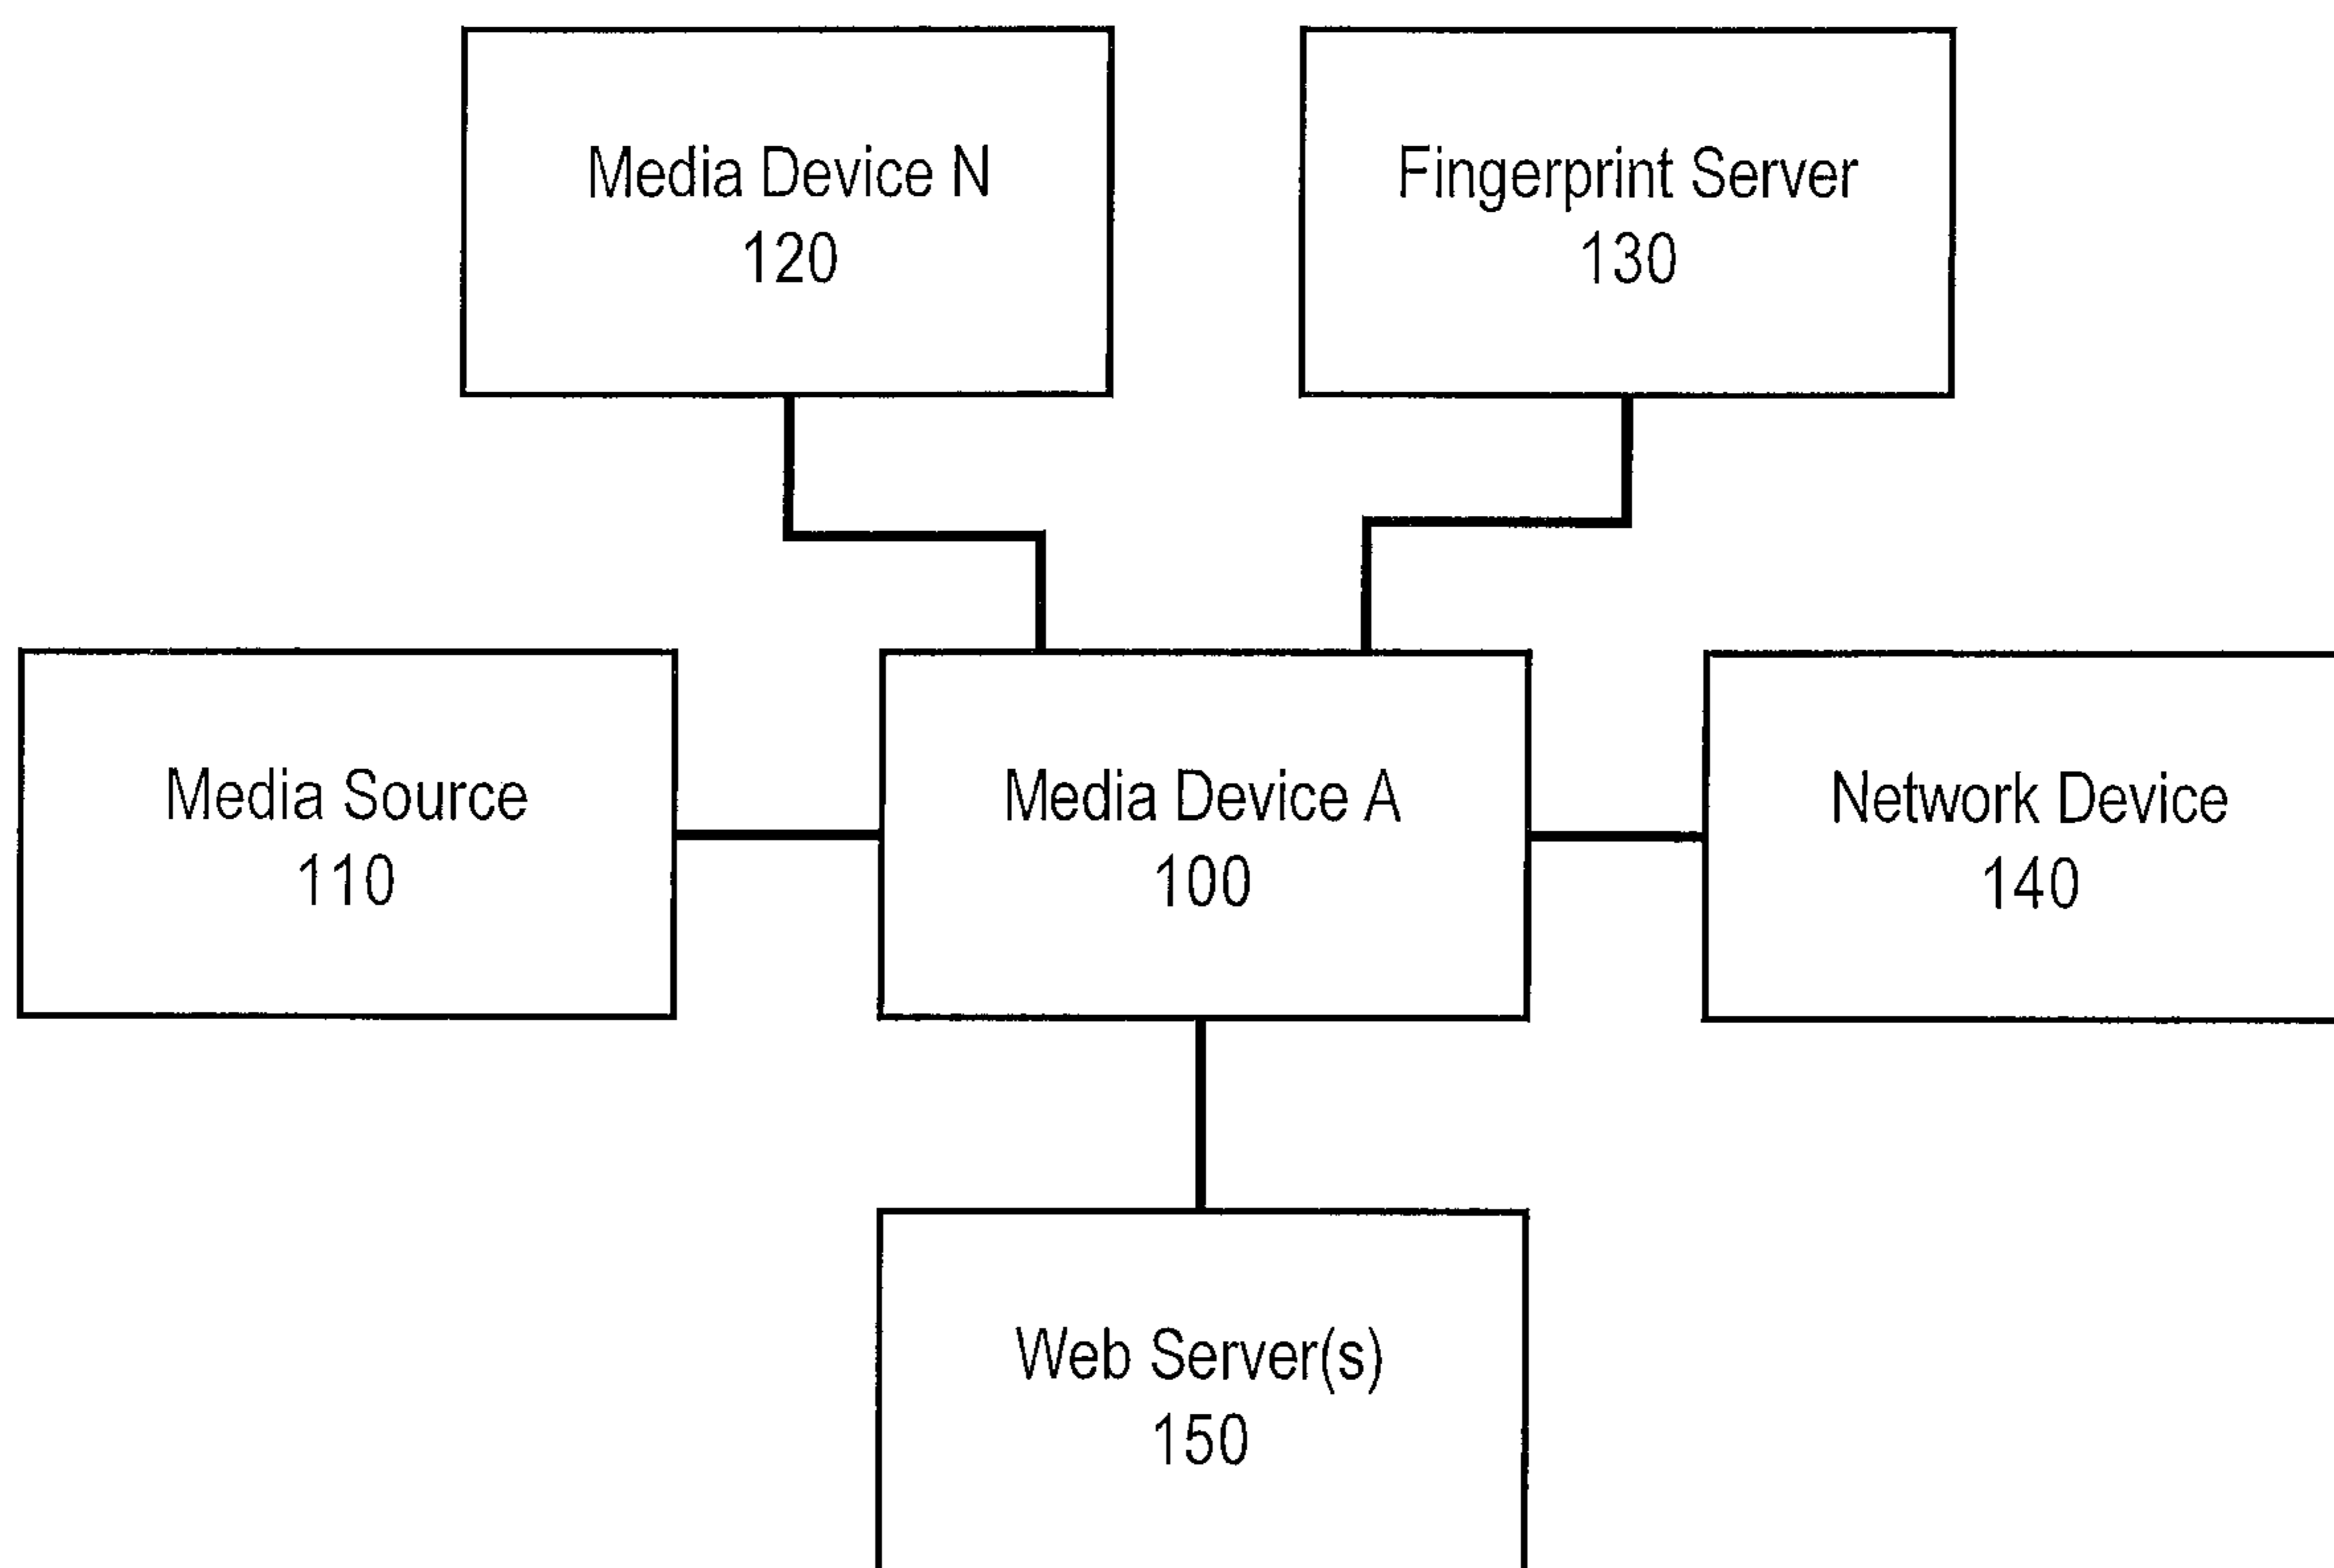 Media Device N
120
Fingerprint Server
130
Media Source
110
Media Device A
100
Network Device
140
Web Server(s)
150